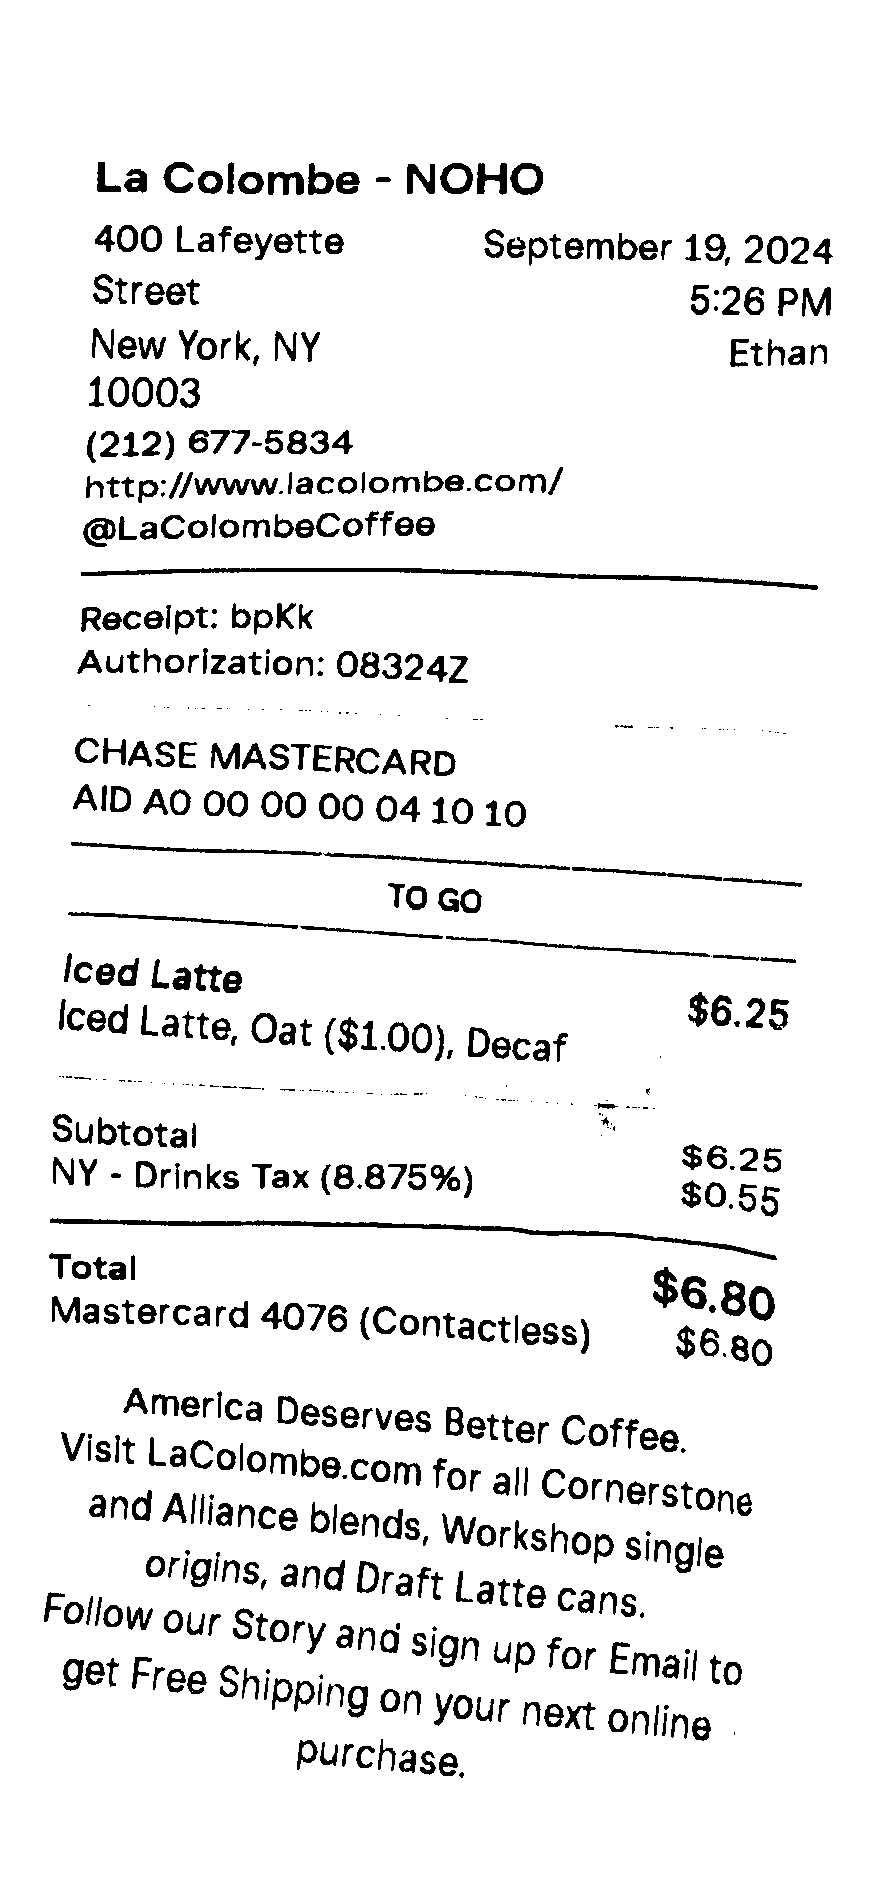 La Colombe - NOHO
400 Lafeyette
Street
New York, NY
10003
(212) 677-5834
http://www.lacolombe.com/
@LaColombeCoffee
September 19, 2024
5:26 PM
Ethan
Receipt: bpKk
Authorization: 08324Z
CHASE MASTERCARD
AID A0 00 00 00 04 10 10
TO GO
Iced Latte $6.25
Iced Latte, Oat ($1.00), Decaf
Subtotal $6.25
NY - Drinks Tax (8.875%) $0.55
Total $6.80
Mastercard 4076 (Contactless) $6.80
America Deserves Better Coffee.
Visit LaColombe.com for all Cornerstone
and Alliance blends, Workshop single
origins, and Draft Latte cans.
Follow our Story and sign up for Email to
get Free Shipping on your next online
purchase.